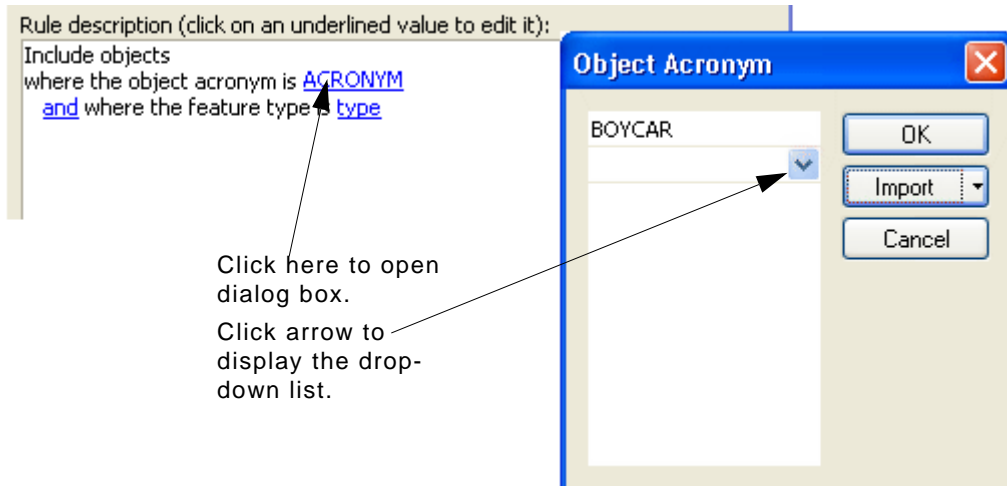 Rule description (click on an underlined value to edit it):
Include objects
where the object acronym is ACRONYM
and where the feature type is type
Object Acronym
BOYCAR
OK
Import
Cancel
Click here to open
dialog box.
Click arrow to
display the drop-
down list.